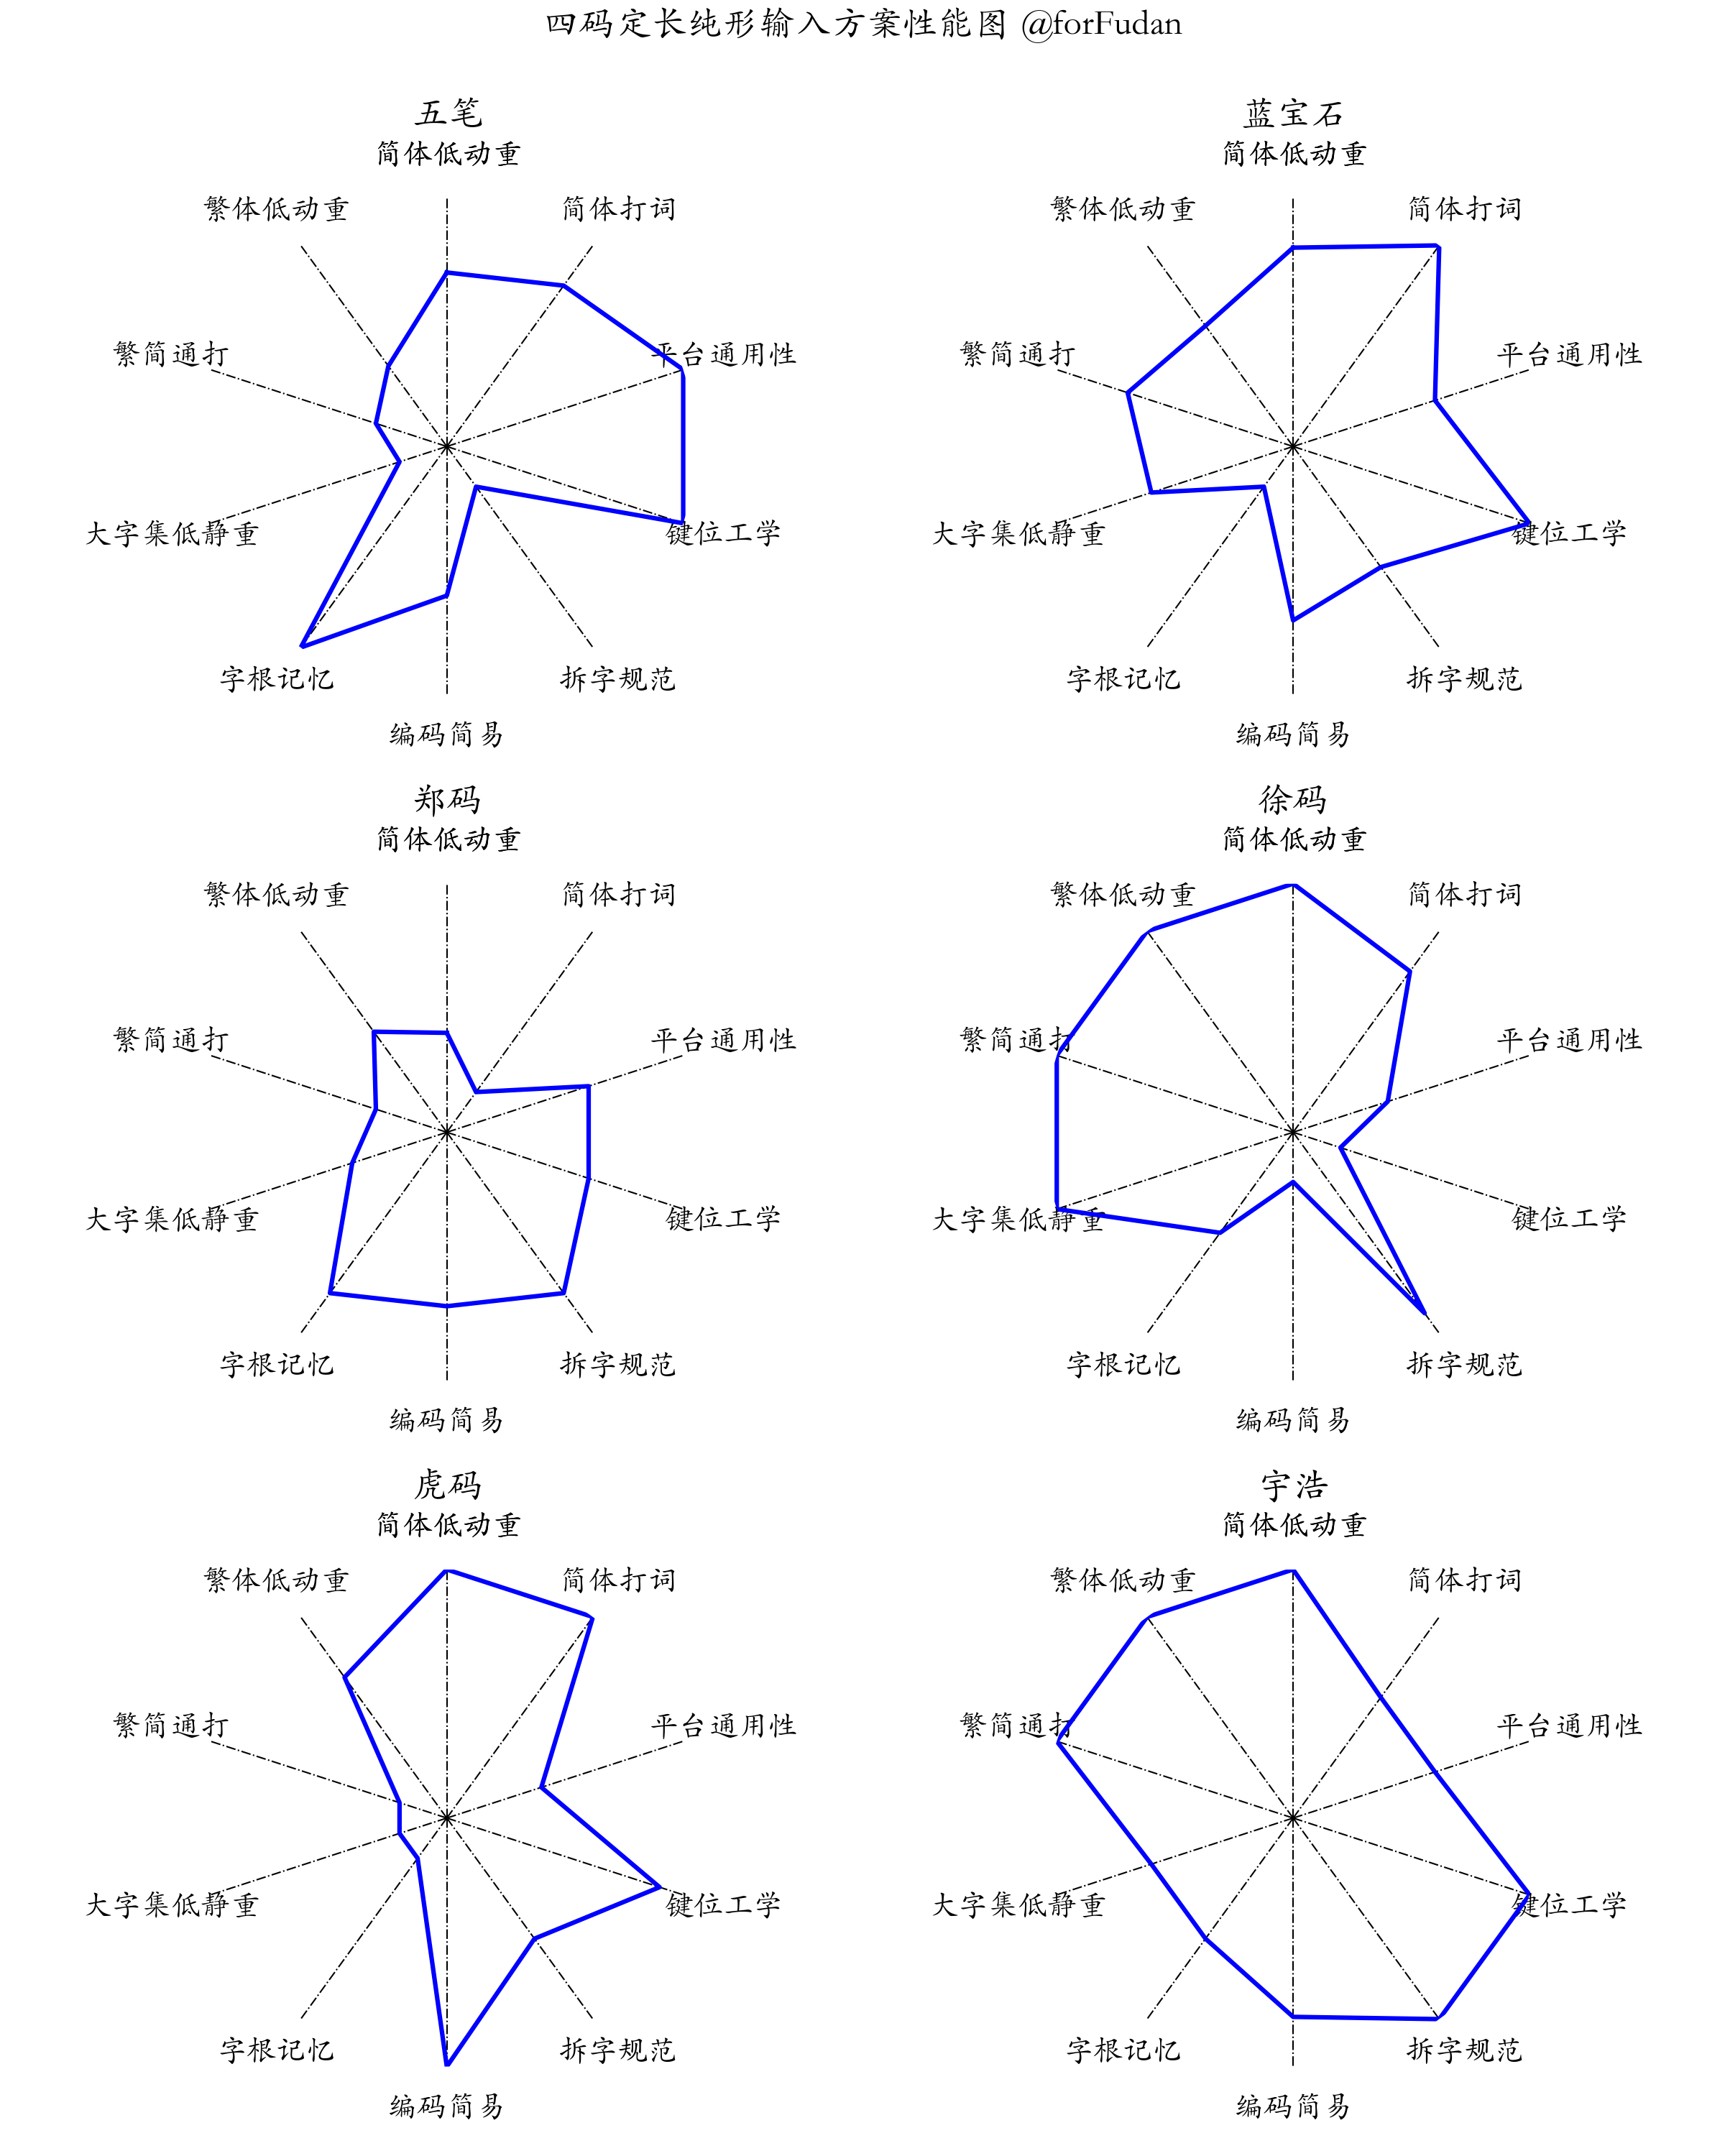 四码定长纯形输入方案性能图 @forFudan
五笔
简体低动重
繁体低动重
简体打词
繁简通打
平台通用性
大字集低静重
键位工学
字根记忆
拆字规范
编码简易
蓝宝石
简体低动重
繁体低动重
简体打词
繁简通打
平台通用性
大字集低静重
键位工学
字根记忆
拆字规范
编码简易
郑码
简体低动重
繁体低动重
简体打词
繁简通打
平台通用性
大字集低静重
键位工学
字根记忆
拆字规范
编码简易
徐码
简体低动重
繁体低动重
简体打词
繁简通打
平台通用性
大字集低静重
键位工学
字根记忆
拆字规范
编码简易
虎码
简体低动重
繁体低动重
简体打词
繁简通打
平台通用性
大字集低静重
键位工学
字根记忆
拆字规范
编码简易
宇浩
简体低动重
繁体低动重
简体打词
繁简通打
平台通用性
大字集低静重
键位工学
字根记忆
拆字规范
编码简易